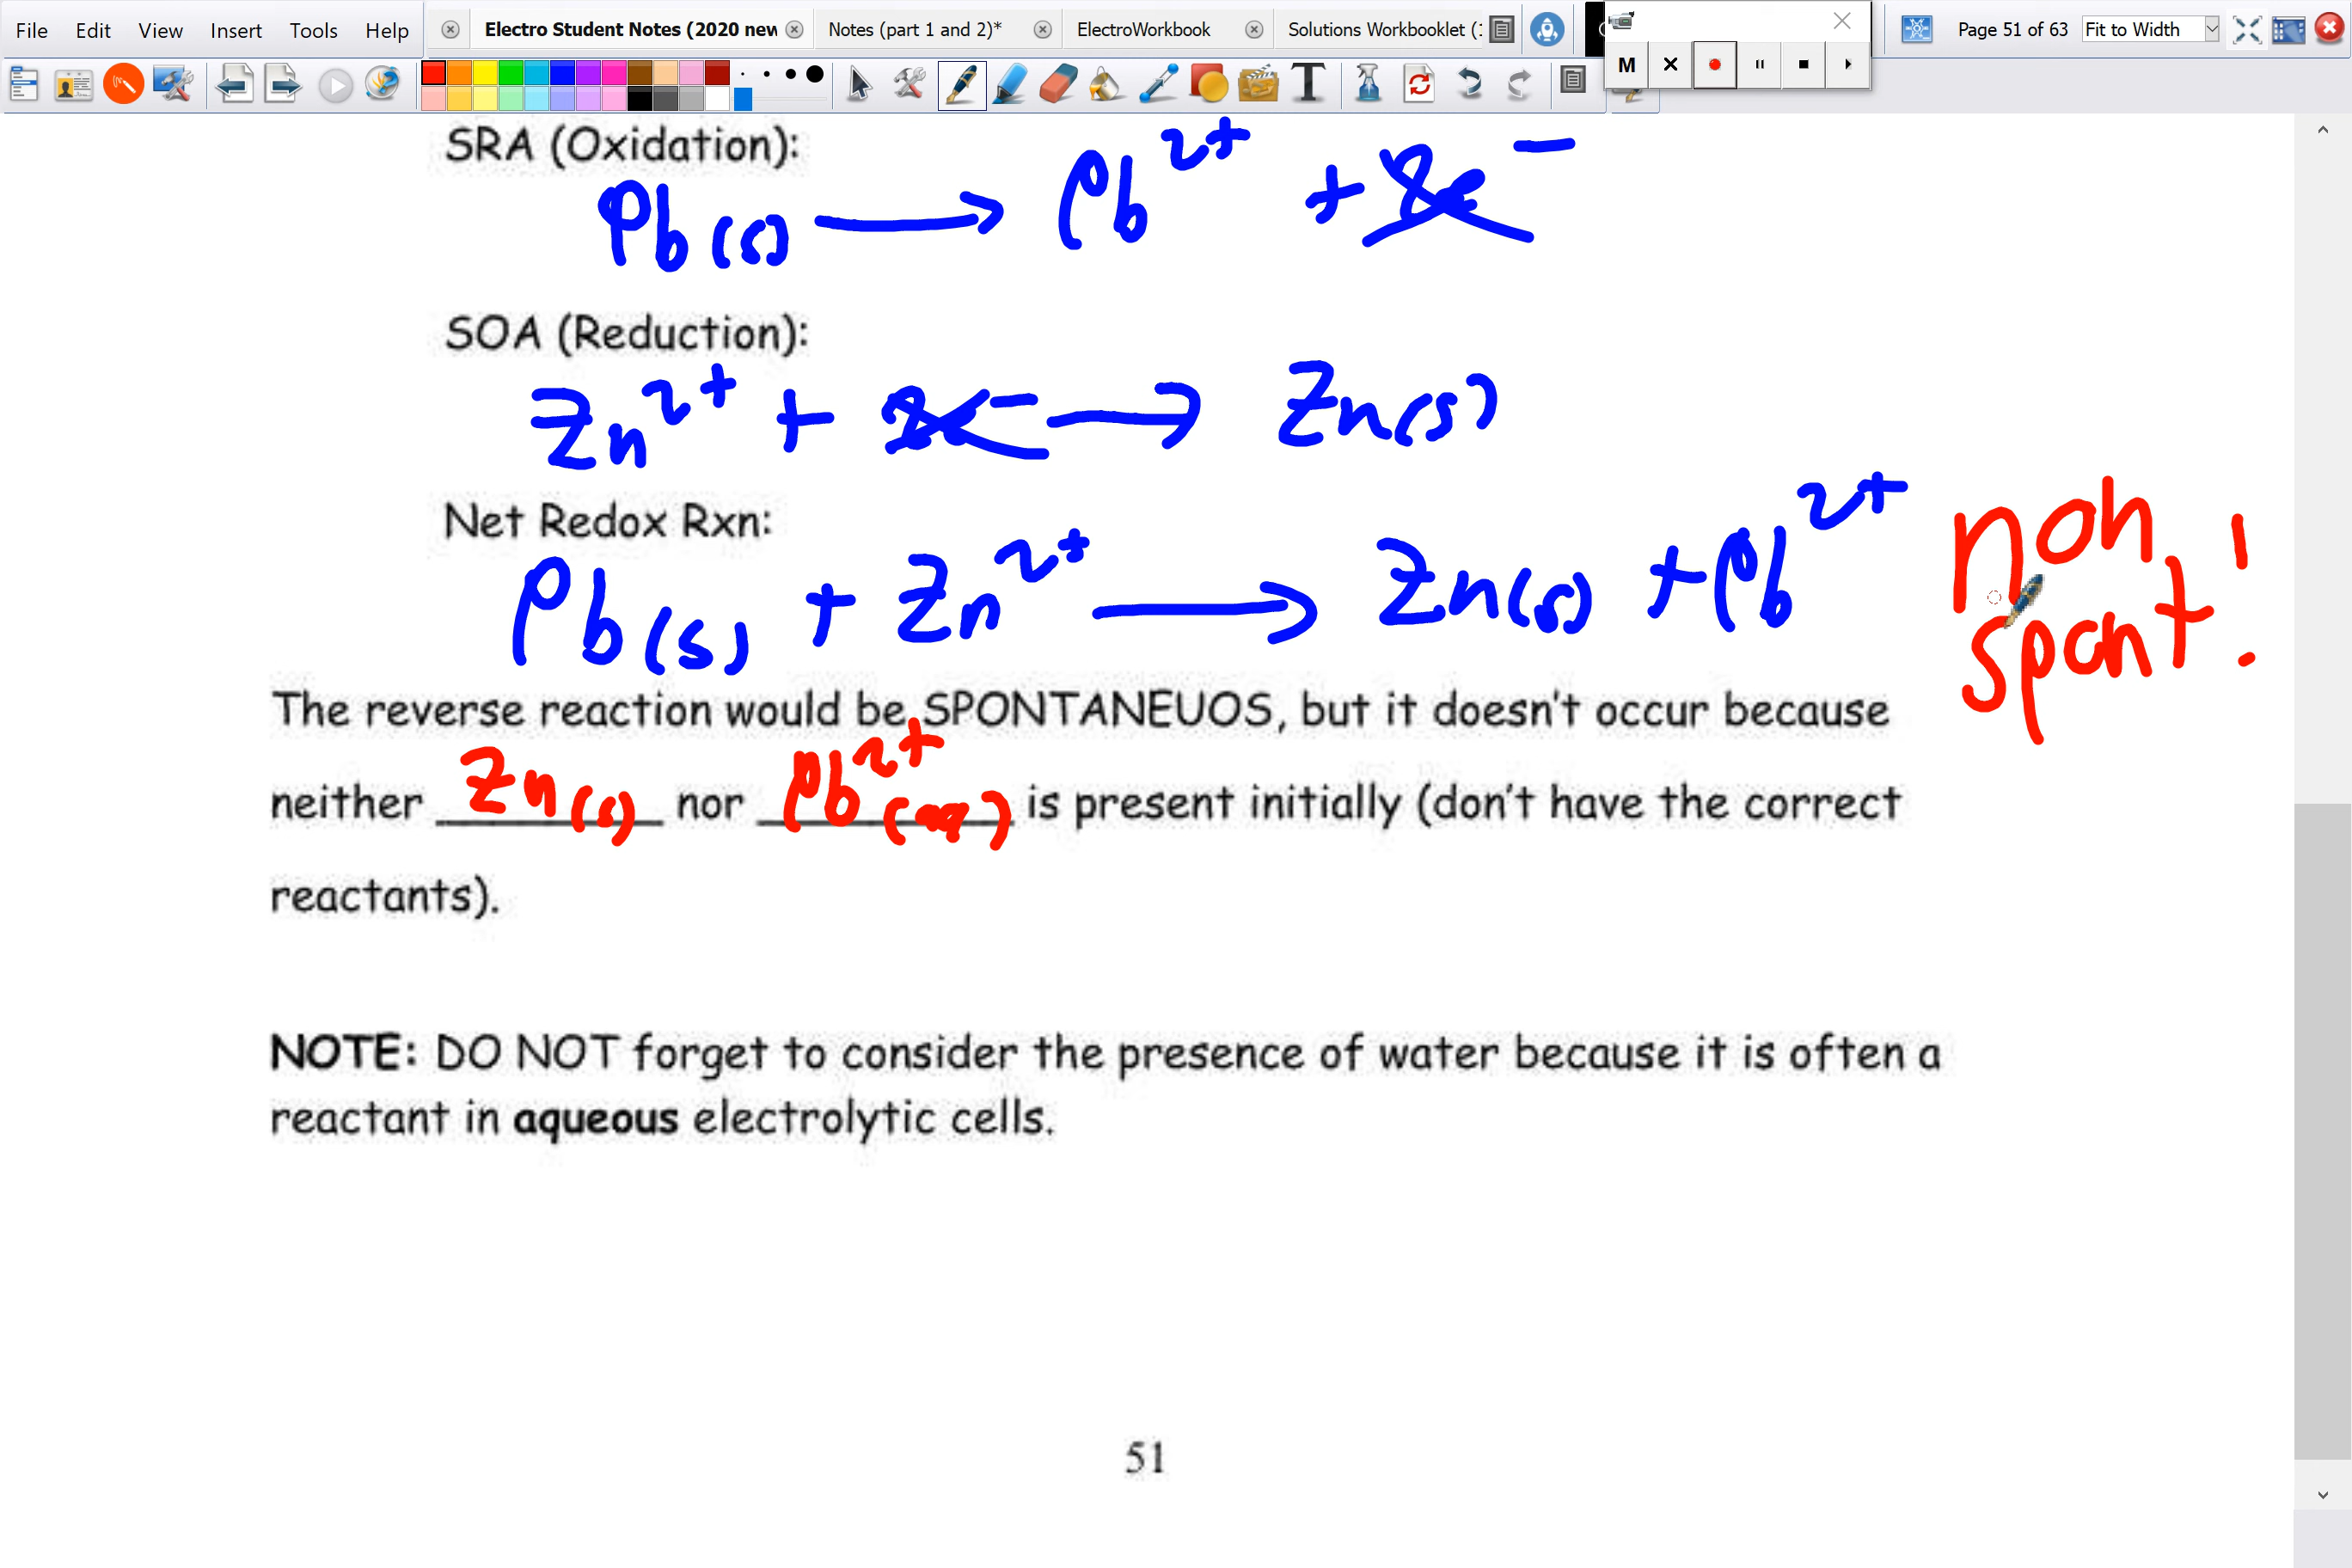 File Edit View Insert Tools Help Electro Student Notes (2020 new Notes (part 1 and 2)* ElectroWorkbook Solutions Workbooklet (1 Page 51 of 63 Fit to Width
M
T
SRA (Oxidation):
Pb(s) → Pb²⁺ + 2e⁻
SOA (Reduction):
Zn²⁺ + 2e⁻ → Zn(s)
Net Redox Rxn:
Pb(s) + Zn²⁺ → Zn(s) + Pb²⁺
non.
spont!
The reverse reaction would be SPONTANEUOS, but it doesn't occur because
neither Zn(s) nor Pb²⁺(aq) is present initially (don't have the correct
reactants).
NOTE: DO NOT forget to consider the presence of water because it is often a
reactant in aqueous electrolytic cells.
51